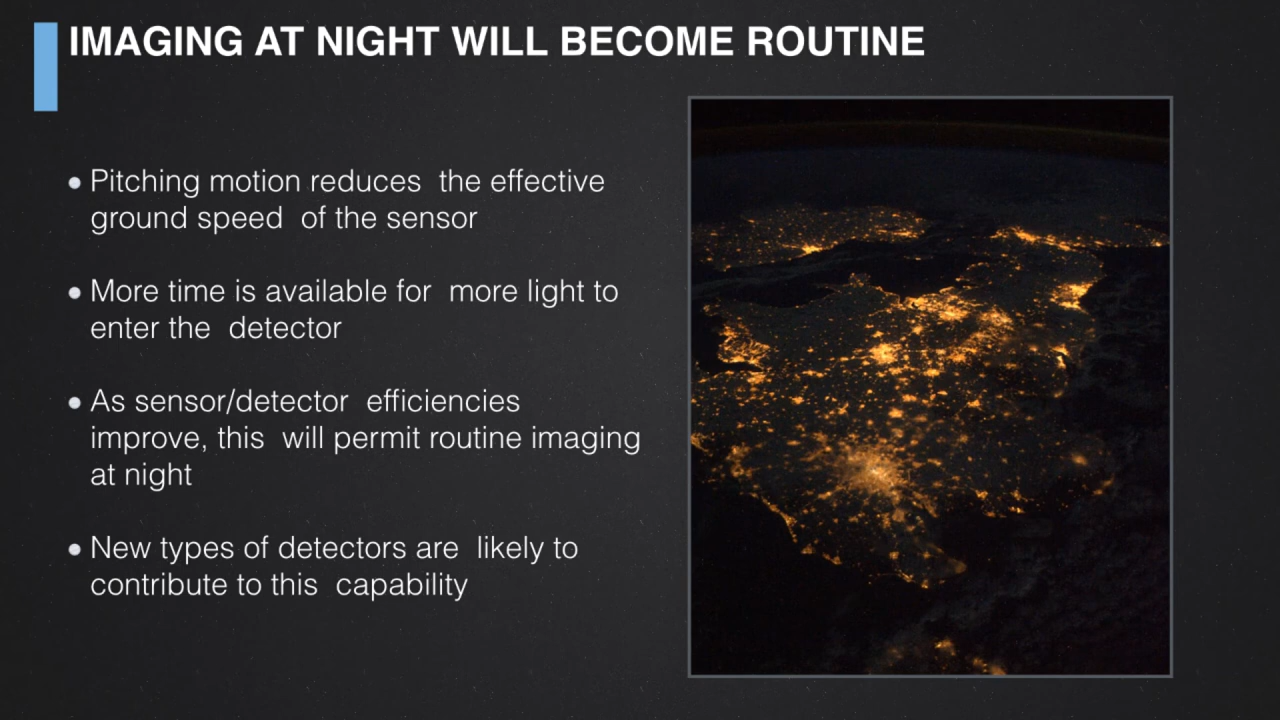 IMAGING AT NIGHT WILL BECOME ROUTINE
• Pitching motion reduces  the effective
ground speed  of the sensor
• More time is available for  more light to
enter the  detector
• As sensor/detector  efficiencies
improve, this  will permit routine imaging
at night
• New types of detectors are  likely to
contribute to this  capability